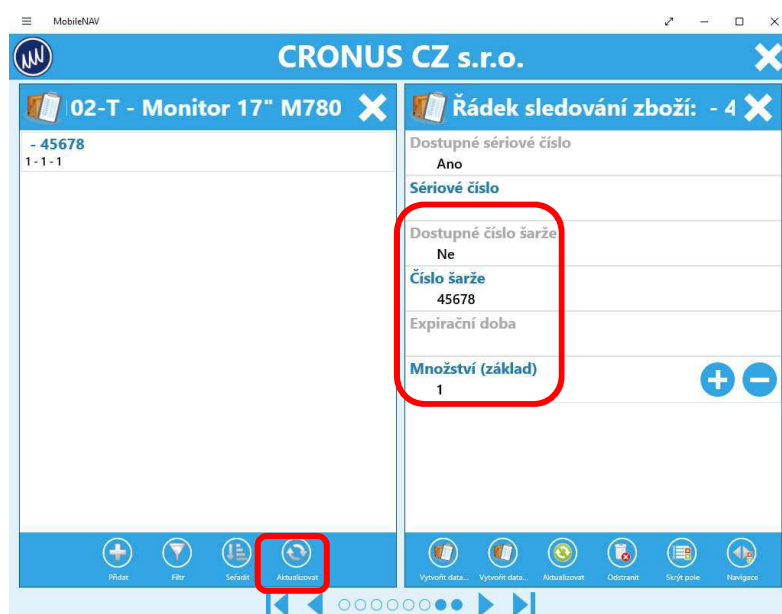 MobileNAV
CRONUS CZ s.r.o.
02-T - Monitor 17" M780
- 45678
1 - 1 - 1
Přidat
Filtr
Seřadit
Aktualizovat
Řádek sledování zboží: - 4
Dostupné sériové číslo
Ano
Sériové číslo
Dostupné číslo šarže
Ne
Číslo šarže
45678
Expirační doba
Množství (základ)
1
Vytvořit data...
Vytvořit data...
Aktualizovat
Odstranit
Skrýt pole
Navigace